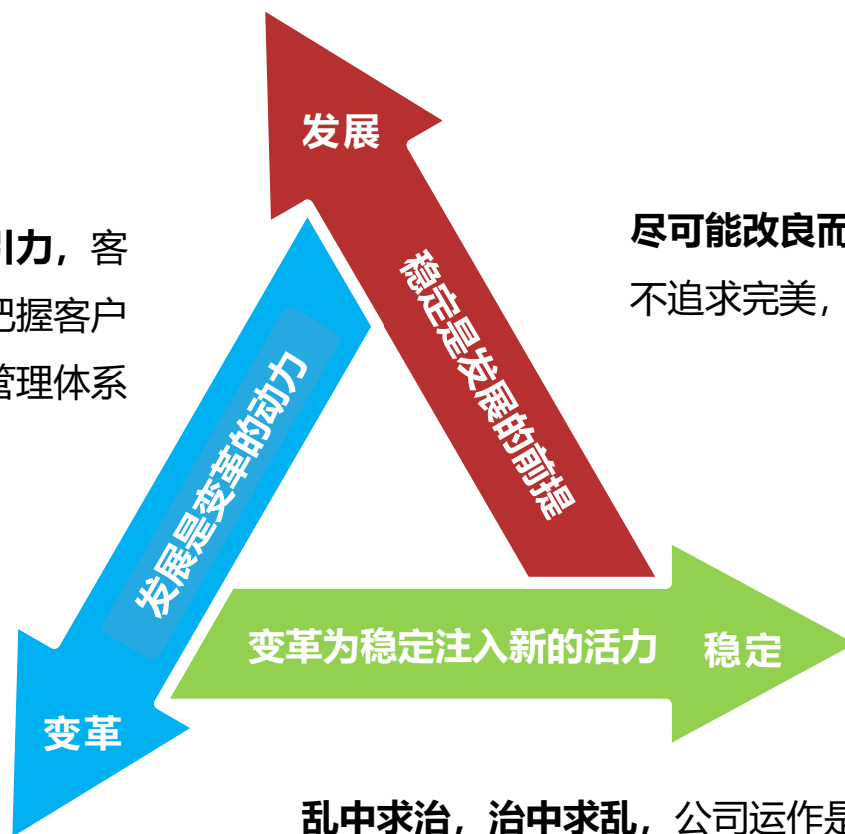 发展
引力，客
把握客户
管理体系
尽可能改良而
不追求完美，
稳定是发展的前提
发展是变革的动力
变革为稳定注入新的活力
稳定
变革
乱中求治，治中求乱，公司运作是